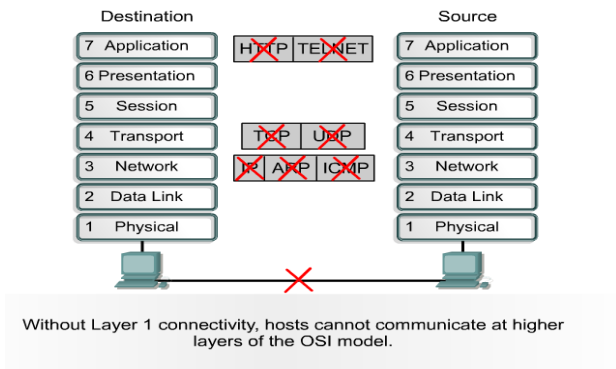 Destination Source
7 Application HTTP TELNET 7 Application
6 Presentation 6 Presentation
5 Session 5 Session
4 Transport TCP UDP 4 Transport
3 Network IP ARP ICMP 3 Network
2 Data Link 2 Data Link
1 Physical 1 Physical
Without Layer 1 connectivity, hosts cannot communicate at higher
layers of the OSI model.